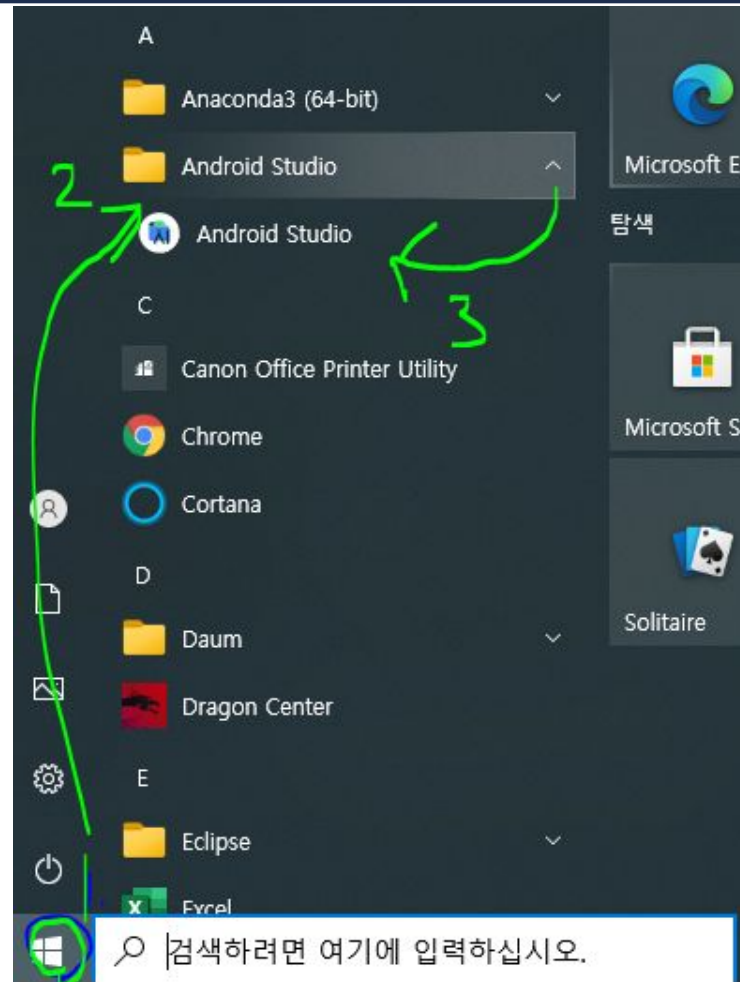 A
Anaconda3 (64-bit)
Android Studio
2
Android Studio
3
C
Canon Office Printer Utility
Chrome
Cortana
D
Daum
Dragon Center
E
Eclipse
Excel
검색하려면 여기에 입력하십시오.
Microsoft E
탐색
Microsoft S
Solitaire